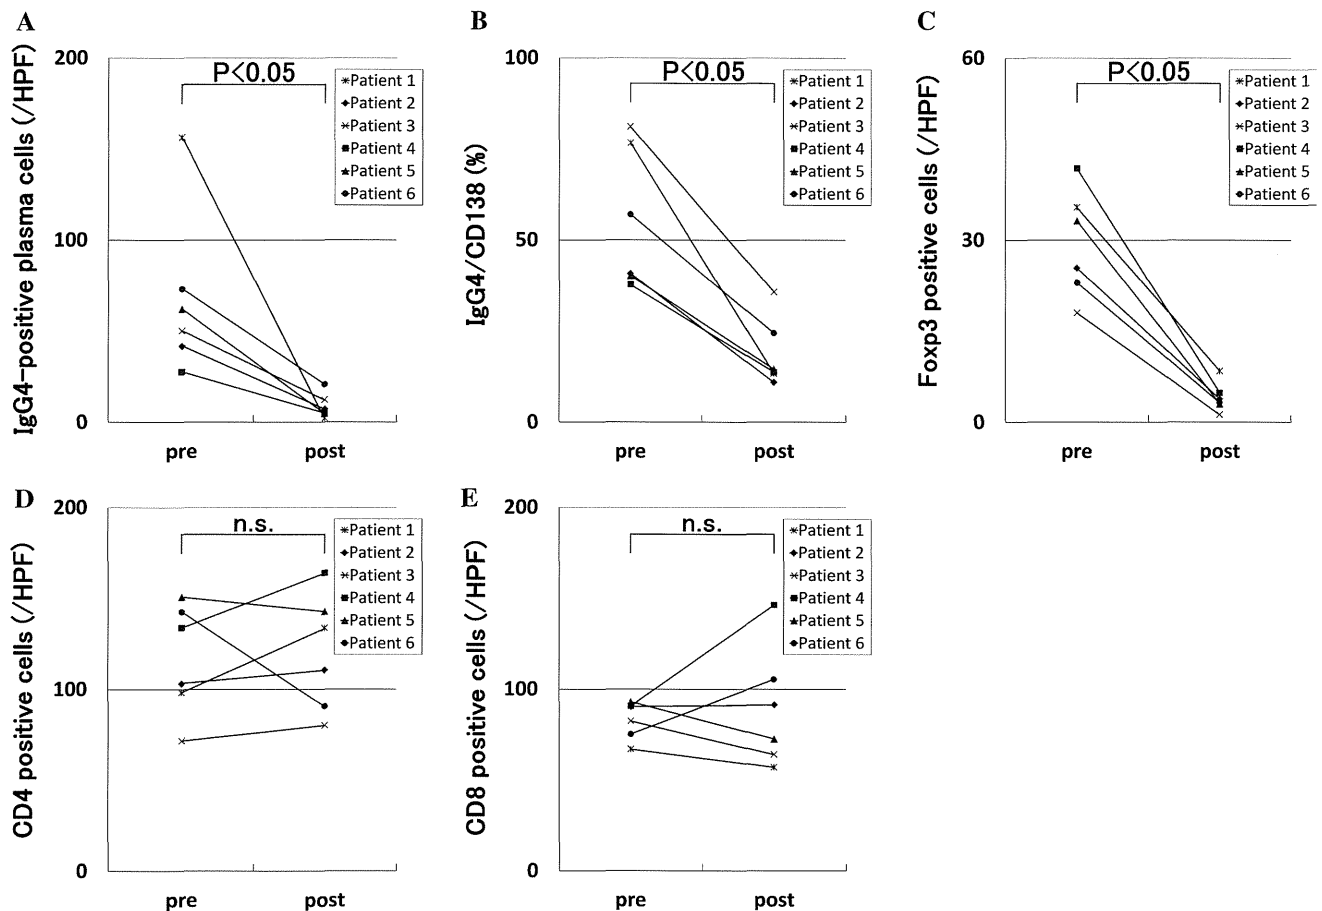 A
IgG4-positive plasma cells (/HPF)
200
100
0
P<0.05
Patient 1
Patient 2
Patient 3
Patient 4
Patient 5
Patient 6
pre post
B
IgG4/CD138 (%)
100
50
0
P<0.05
Patient 1
Patient 2
Patient 3
Patient 4
Patient 5
Patient 6
pre post
C
Foxp3 positive cells (/HPF)
60
30
0
P<0.05
Patient 1
Patient 2
Patient 3
Patient 4
Patient 5
Patient 6
pre post
D
CD4 positive cells (/HPF)
200
100
0
n.s.
Patient 1
Patient 2
Patient 3
Patient 4
Patient 5
Patient 6
pre post
E
CD8 positive cells (/HPF)
200
100
0
n.s.
Patient 1
Patient 2
Patient 3
Patient 4
Patient 5
Patient 6
pre post